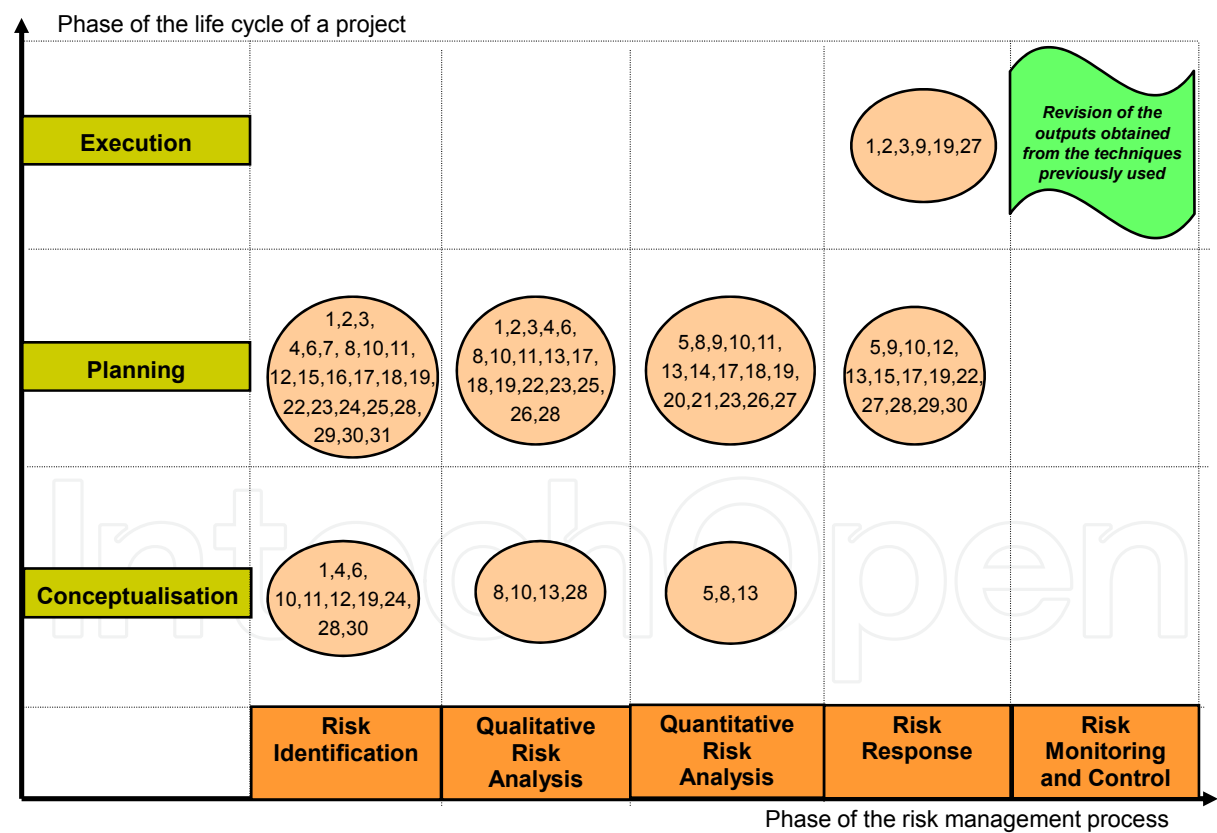 Phase of the life cycle of a project
Execution
1,2,3,9,19,27
Revision of the
outputs obtained
from the techniques
previously used
Planning
1,2,3,
4,6,7, 8,10,11,
12,15,16,17,18,19,
22,23,24,25,28,
29,30,31
1,2,3,4,6,
8,10,11,13,17,
18,19,22,23,25,
26,28
5,8,9,10,11,
13,14,17,18,19,
20,21,23,26,27
5,9,10,12,
13,15,17,19,22,
27,28,29,30
IntechOpen
Conceptualisation
1,4,6,
10,11,12,19,24,
28,30
8,10,13,28
5,8,13
Risk
Identification
Qualitative
Risk
Analysis
Quantitative
Risk
Analysis
Risk
Response
Risk
Monitoring
and Control
Phase of the risk management process